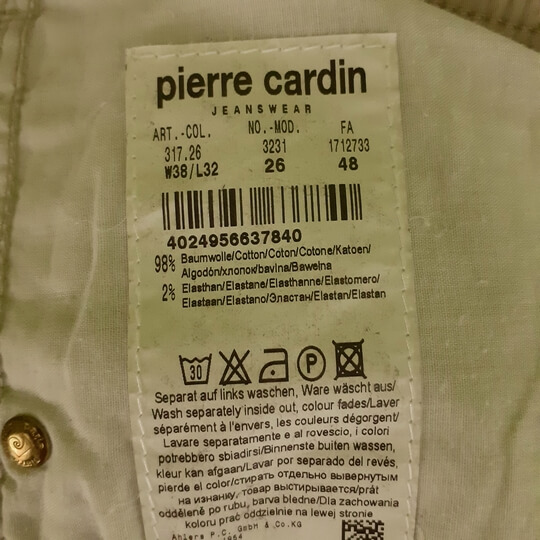 pierre cardin
JEANSWEAR
ART.-COL. NO.-MOD. FA
317.26 3231 1712733
W38/L32 26 48
4024956637840
98% Baumwolle/Cotton/Coton/Cotone/Katoen/
Algodón/хлопок/bavlna/Bawełna
2% Elasthan/Elastane/Elasthanne/Elastomero/
Elastaan/Elastano/Эластан/Elastan/Elastan
30 P
Separat auf links waschen, Ware wäscht aus/
Wash separately inside out, colour fades/Laver
séparément à l'envers, les couleurs dégorgent/
Lavare separatamente e al rovescio, i colori
potrebbero sbiadirsi/Binnenste buiten wassen,
kleur kan afgaan/Lavar por separado del revés,
pierde el color/стирать отдельно вывернутым
на изнанку, товар выстирывается/prát
odděleně po rubu, barva bledne/Dla zachowania
koloru prać oddzielnie na lewej stronie
Ahlers P.C. GmbH & Co.KG